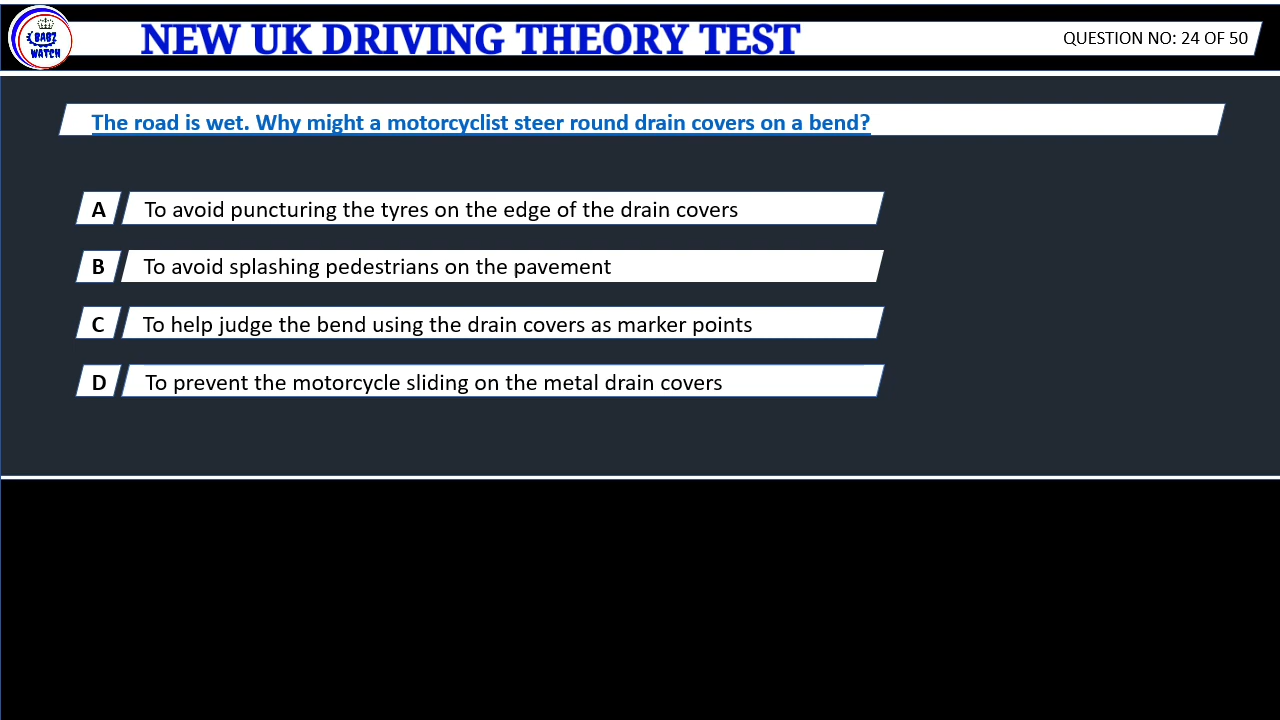 BABZ
WATCH
NEW UK DRIVING THEORY TEST
QUESTION NO: 24 OF 50
The road is wet. Why might a motorcyclist steer round drain covers on a bend?
A To avoid puncturing the tyres on the edge of the drain covers
B To avoid splashing pedestrians on the pavement
C To help judge the bend using the drain covers as marker points
D To prevent the motorcycle sliding on the metal drain covers